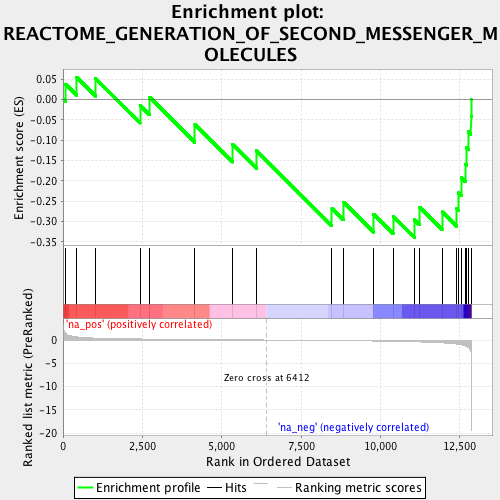 Enrichment plot:
REACTOME_GENERATION_OF_SECOND_MESSENGER_M
OLECULES
Enrichment score (ES)
0.05
0.00
-0.05
-0.10
-0.15
-0.20
-0.25
-0.30
-0.35
'na_pos' (positively correlated)
Ranked list metric (PreRanked)
0
-5
-10
-15
-20
Zero cross at 6412
'na_neg' (negatively correlated)
0 2,500 5,000 7,500 10,000 12,500
Rank in Ordered Dataset
Enrichment profile Hits Ranking metric scores